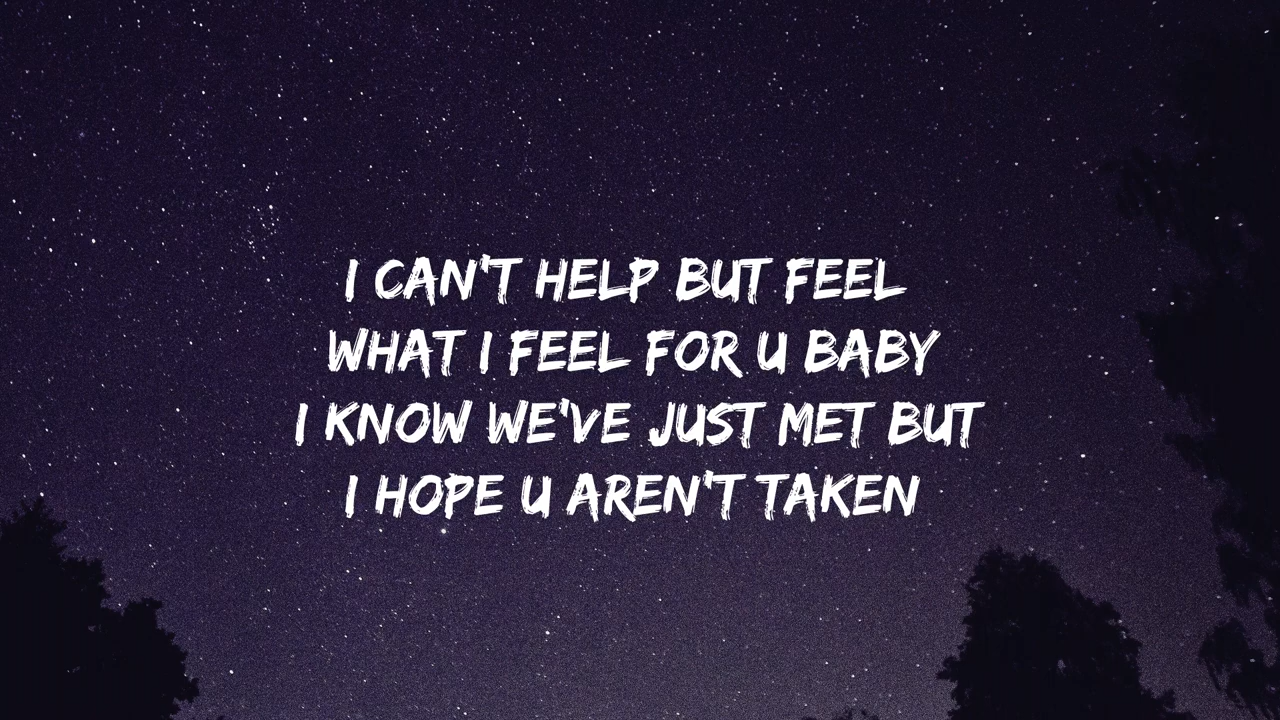 I CAN'T HELP BUT FEEL
WHAT I FEEL FOR U BABY
I KNOW WE'VE JUST MET BUT
I HOPE U AREN'T TAKEN